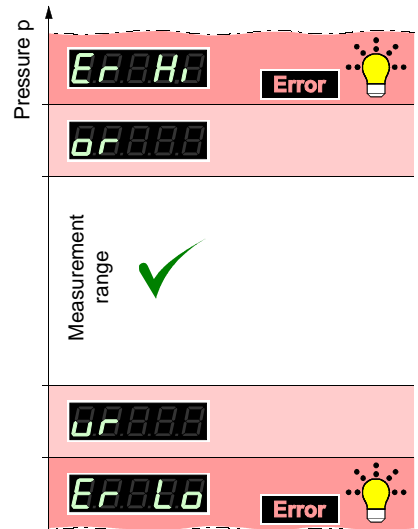 Pressure p
Er Hi
Error
or
Measurement
range
ur
Er Lo
Error